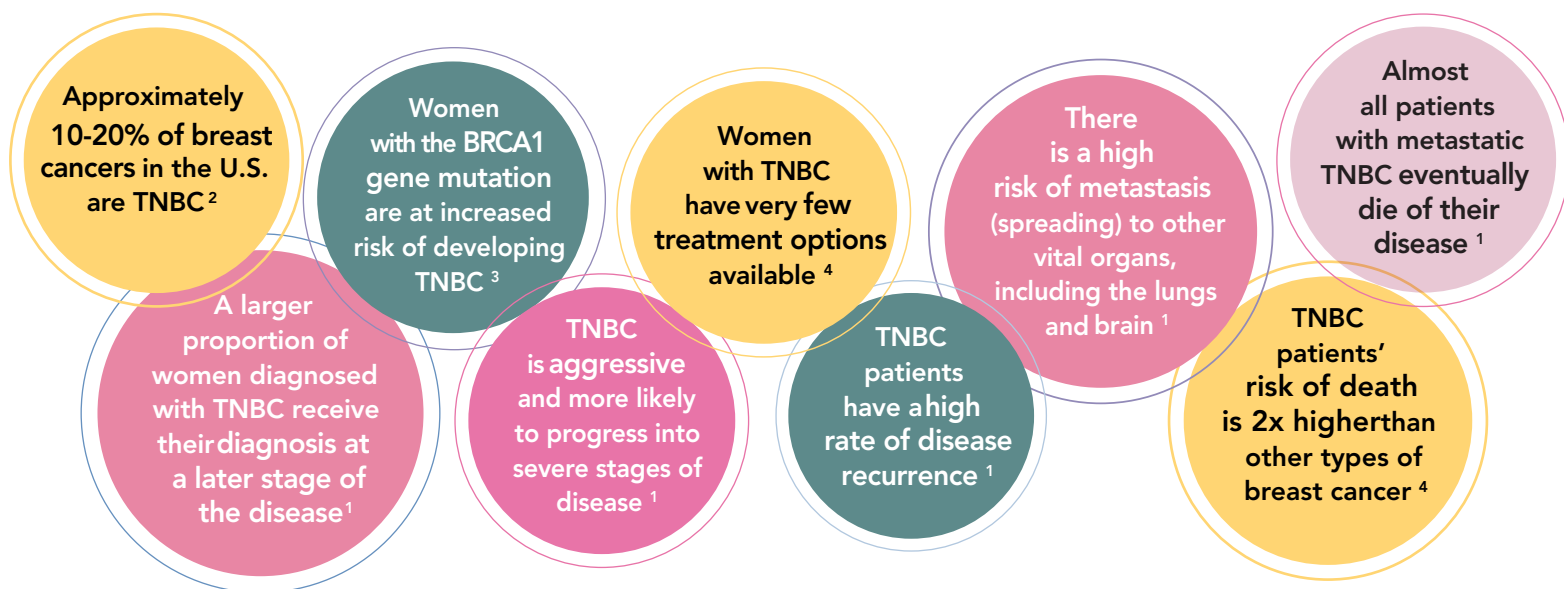 Approximately
10-20% of breast
cancers in the U.S.
are TNBC 2
A larger
proportion of
women diagnosed
with TNBC receive
their diagnosis at
a later stage of
the disease1
Women
with the BRCA1
gene mutation
are at increased
risk of developing
TNBC 3
TNBC
is aggressive
and more likely
to progress into
severe stages of
disease 1
Women
with TNBC
have very few
treatment options
available 4
TNBC
patients
have a high
rate of disease
recurrence 1
There
is a high
risk of metastasis
(spreading) to other
vital organs,
including the lungs
and brain 1
TNBC
patients’
risk of death
is 2x higherthan
other types of
breast cancer 4
Almost
all patients
with metastatic
TNBC eventually
die of their
disease 1